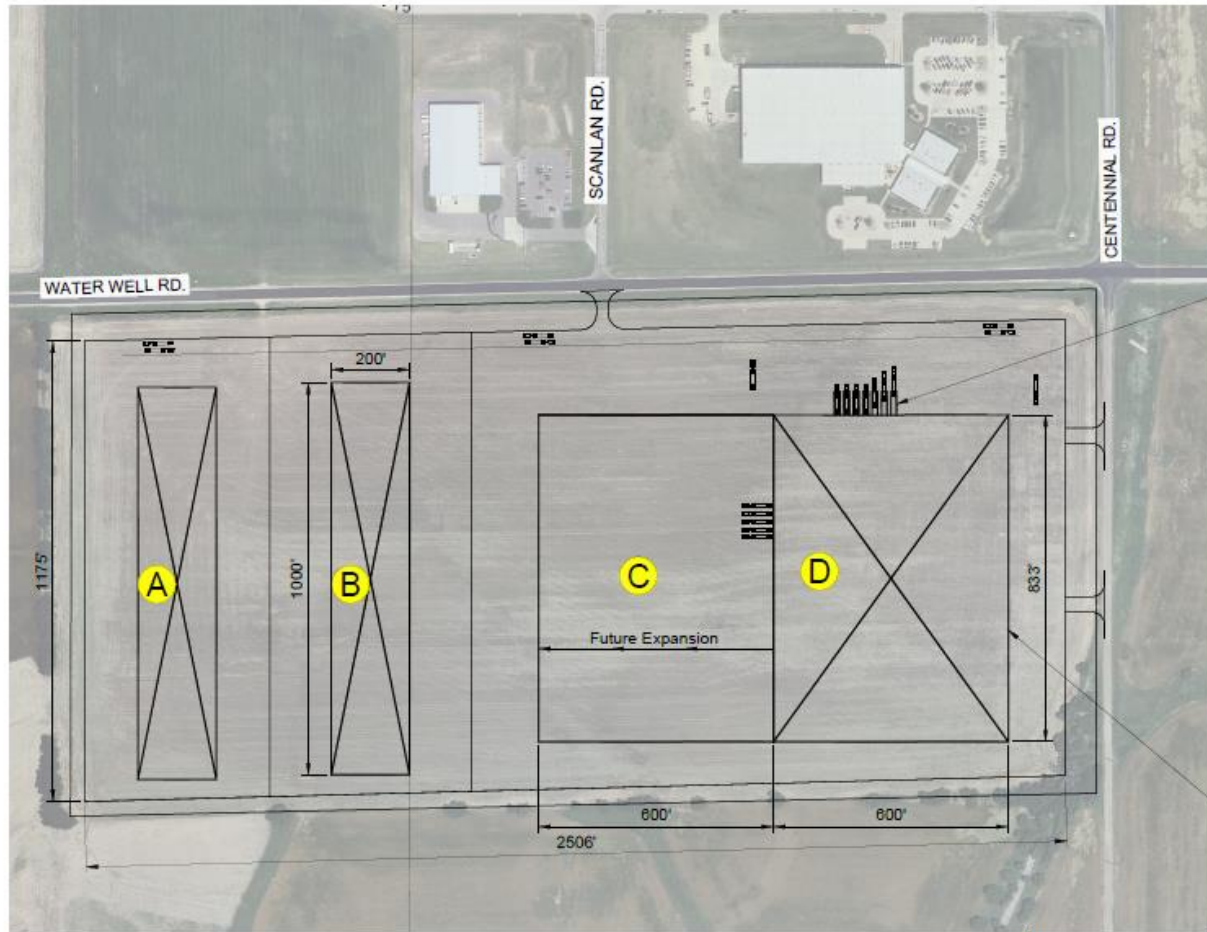 SCANLAN RD.
CENTENNIAL RD.
WATER WELL RD.
200'
1175'
1000'
A
B
C
D
833'
Future Expansion
600'
600'
2506'